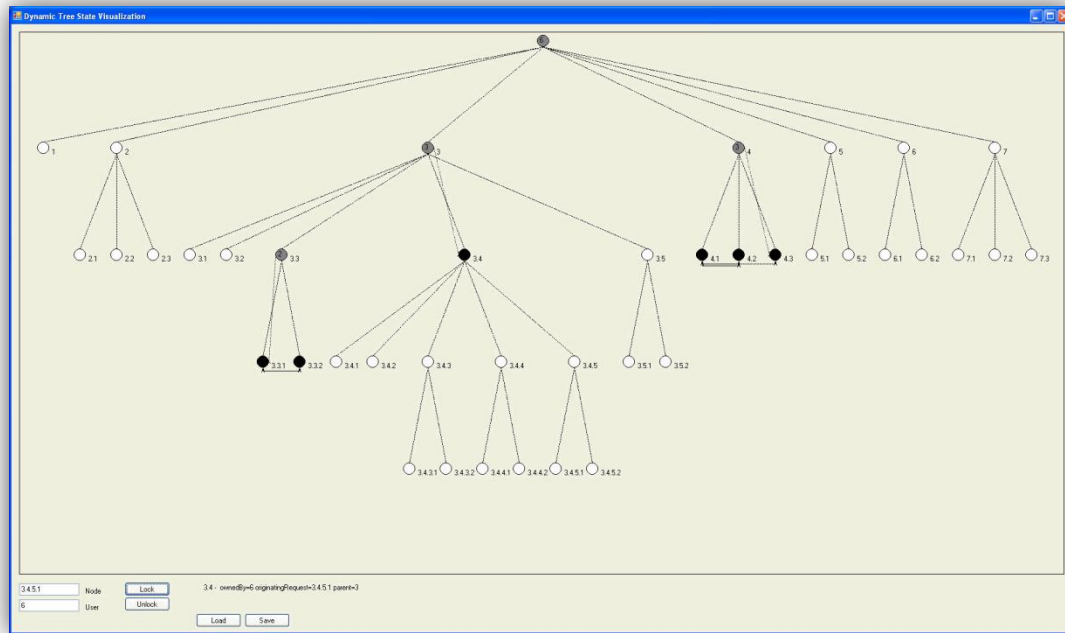 Dynamic Tree State Visualization
6
1 2 3 3 3 4 5 6 7
2.1 2.2 2.3 3.1 3.2 2 3.3 3.4 3.5 4.1 4.2 4.3 5.1 5.2 6.1 6.2 7.1 7.2 7.3
3.3.1 3.3.2 3.4.1 3.4.2 3.4.3 3.4.4 3.4.5 3.5.1 3.5.2
3.4.3.1 3.4.3.2 3.4.4.1 3.4.4.2 3.4.5.1 3.4.5.2
3.4.5.1 Node Lock 3.4 - ownedBy=6 originatingRequest=3.4.5.1 parent=3
6 User Unlock
Load Save